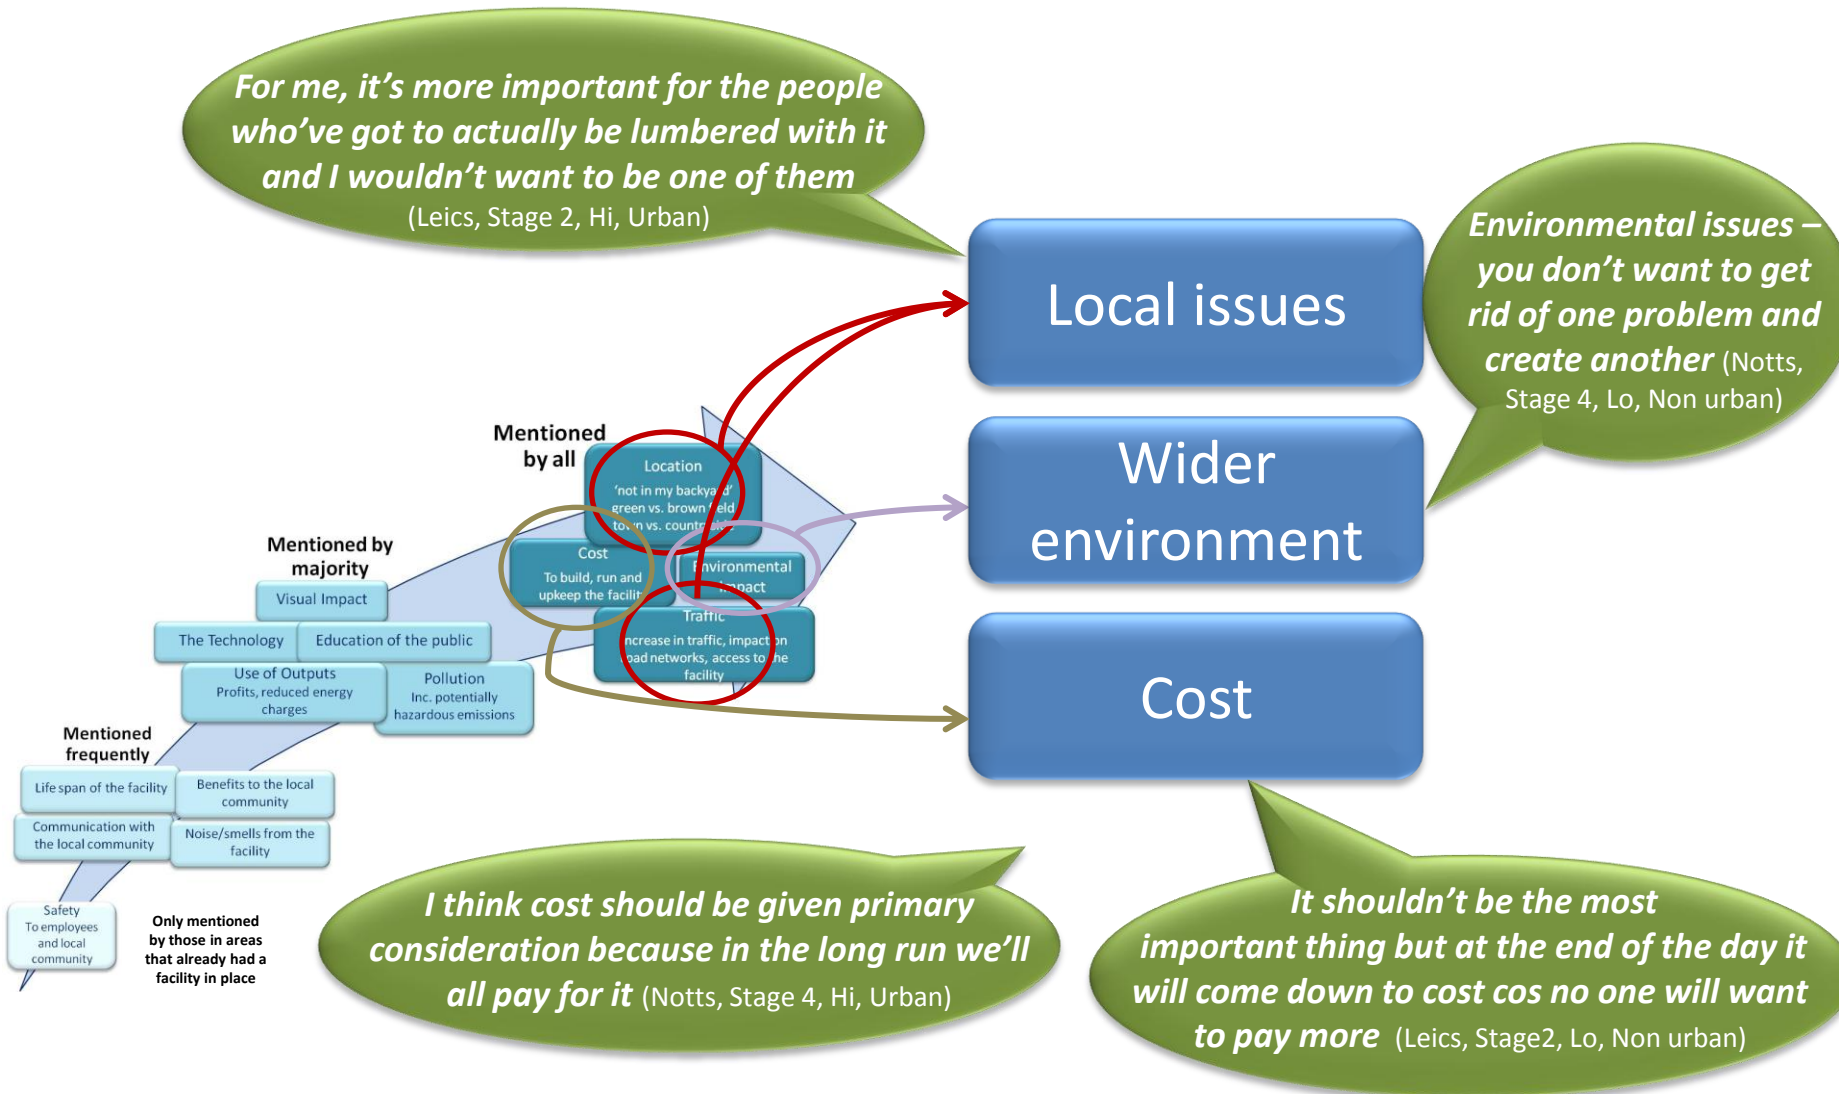 For me, it's more important for the people
who've got to actually be lumbered with it
and I wouldn't want to be one of them
(Leics, Stage 2, Hi, Urban)
Environmental issues –
you don't want to get
rid of one problem and
create another (Notts,
Stage 4, Lo, Non urban)
Local issues
Wider
environment
Cost
Mentioned
by all
Location
'not in my backyard'
green vs. brown field
town vs. countryside
Cost
To build, run and
upkeep the facility
Environmental
impact
Traffic
Increase in traffic, impact on
road networks, access to the
facility
Mentioned by
majority
Visual Impact
The Technology
Education of the public
Use of Outputs
Profits, reduced energy
charges
Pollution
Inc. potentially
hazardous emissions
Mentioned
frequently
Life span of the facility
Benefits to the local
community
Communication with
the local community
Noise/smells from the
facility
Safety
To employees
and local
community
Only mentioned
by those in areas
that already had a
facility in place
I think cost should be given primary
consideration because in the long run we'll
all pay for it (Notts, Stage 4, Hi, Urban)
It shouldn't be the most
important thing but at the end of the day it
will come down to cost cos no one will want
to pay more (Leics, Stage2, Lo, Non urban)